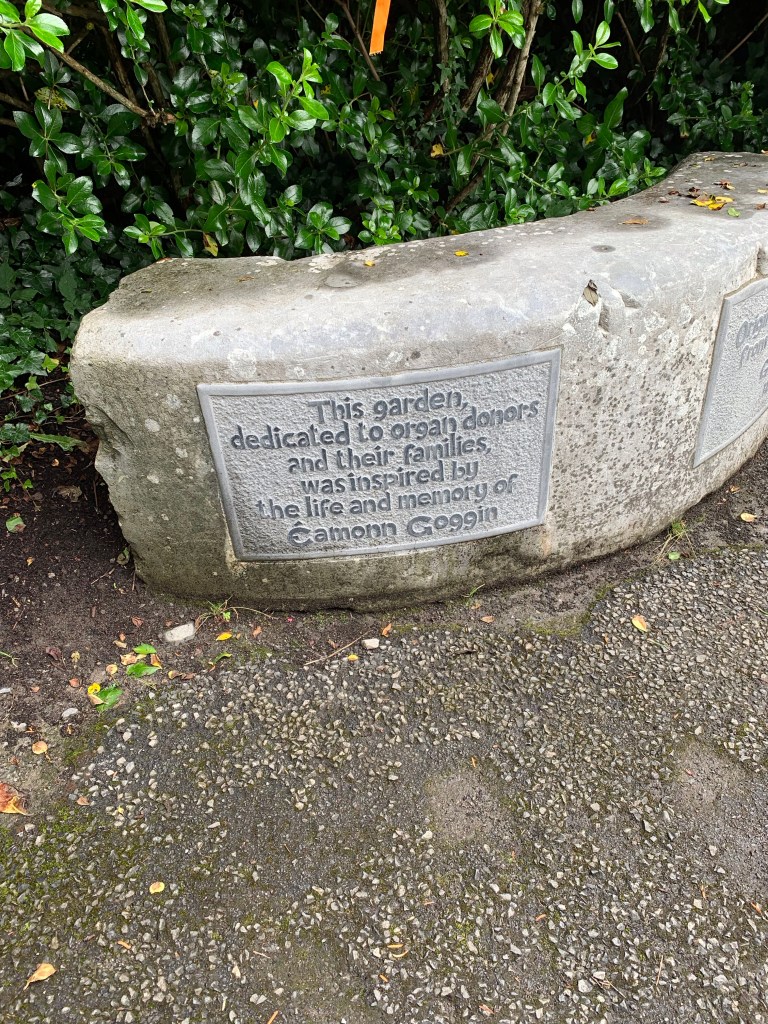 This garden,
dedicated to organ donors
and their families,
was inspired by
the life and memory of
Éamonn Goggin